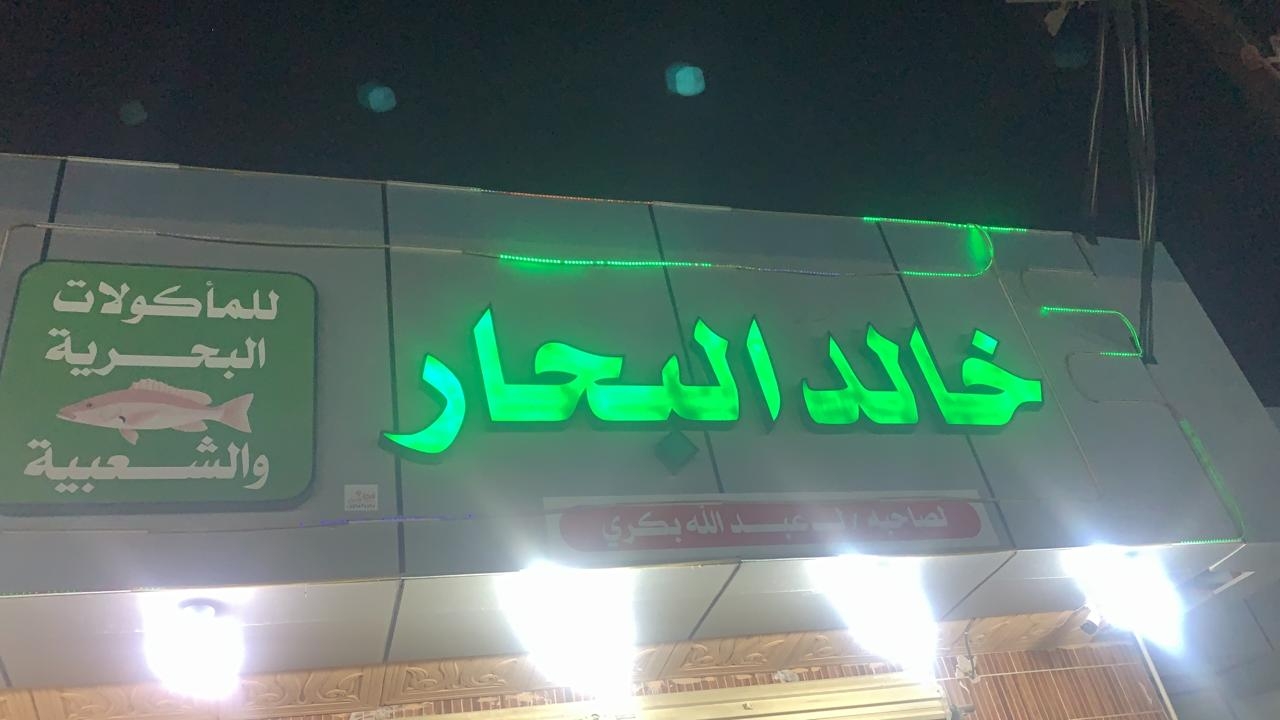 خالد البحار
للمأكولات
البحرية
والشعبية
لصاحبه / عبد الله بكري